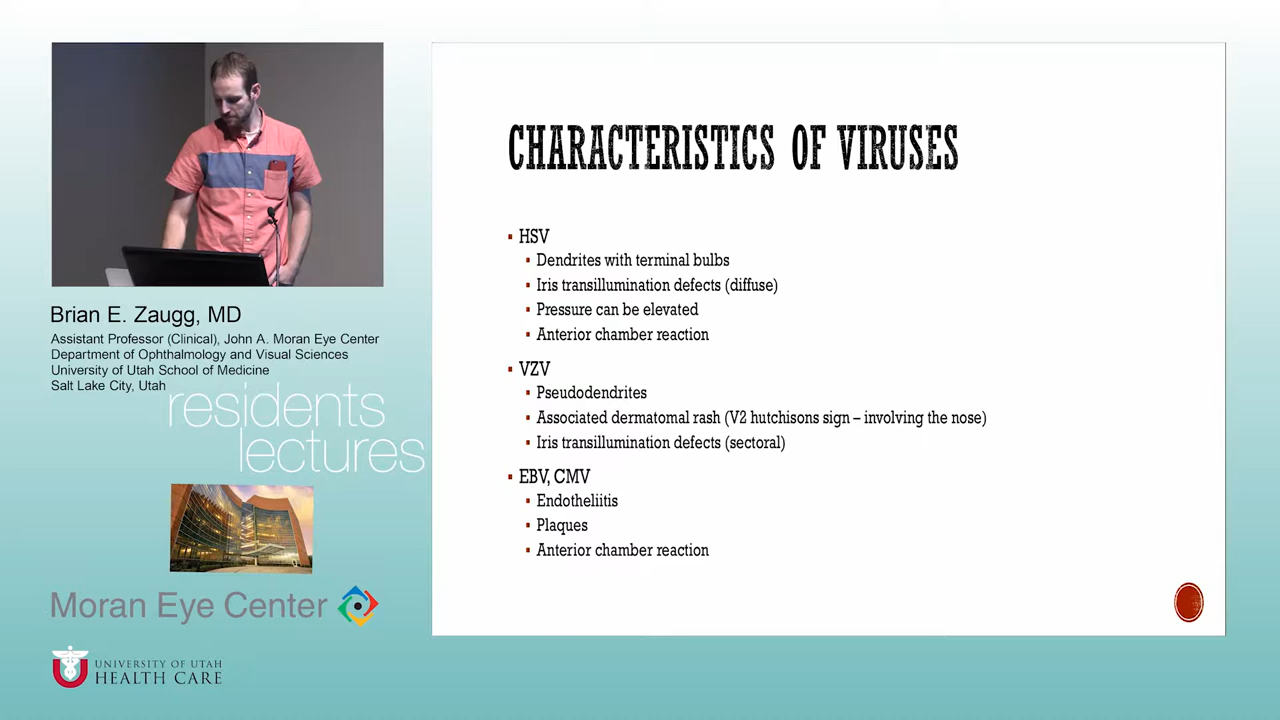 CHARACTERISTICS OF VIRUSES
▪ HSV
▪ Dendrites with terminal bulbs
▪ Iris transillumination defects (diffuse)
▪ Pressure can be elevated
▪ Anterior chamber reaction
▪ VZV
▪ Pseudodendrites
▪ Associated dermatomal rash (V2 hutchisons sign – involving the nose)
▪ Iris transillumination defects (sectoral)
▪ EBV, CMV
▪ Endotheliitis
▪ Plaques
▪ Anterior chamber reaction
Brian E. Zaugg, MD
Assistant Professor (Clinical), John A. Moran Eye Center
Department of Ophthalmology and Visual Sciences
University of Utah School of Medicine
Salt Lake City, Utah
residents
lectures
Moran Eye Center
UNIVERSITY OF UTAH
HEALTH CARE